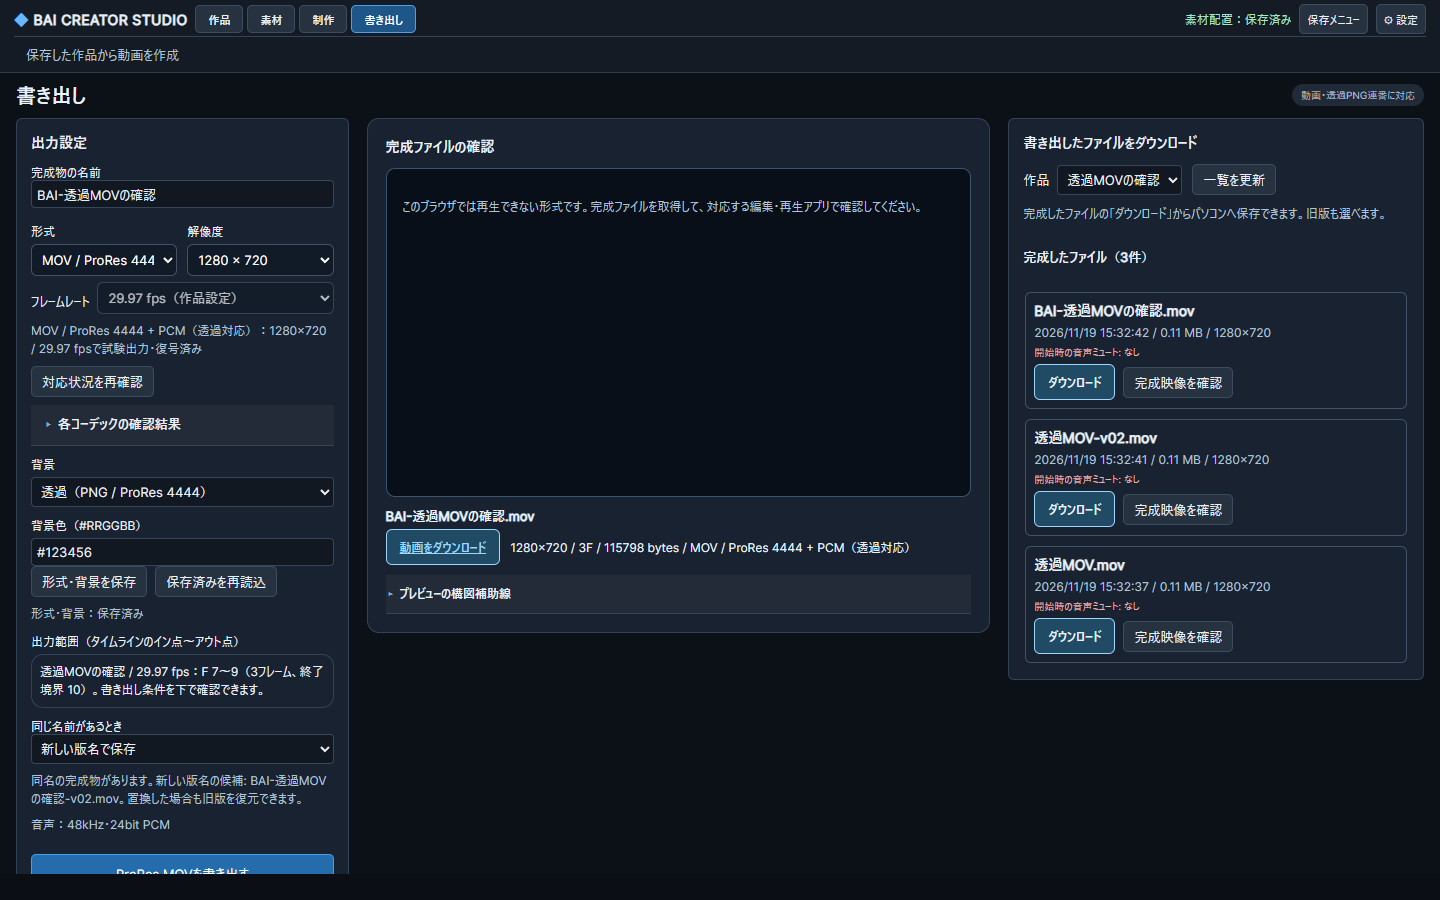 BAI CREATOR STUDIO 作品 素材 制作 書き出し 素材配置：保存済み 保存メニュー ⚙ 設定
保存した作品から動画を作成
書き出し
動画・透過PNG連番に対応
出力設定
完成物の名前
BAI-透過MOVの確認
形式 解像度
MOV / ProRes 444 1280 × 720
フレームレート 29.97 fps（作品設定）
MOV / ProRes 4444 + PCM（透過対応）：1280×720
/ 29.97 fpsで試験出力・復号済み
対応状況を再確認
▸ 各コーデックの確認結果
背景
透過（PNG / ProRes 4444）
背景色（#RRGGBB）
#123456
形式・背景を保存 保存済みを再読込
形式・背景：保存済み
出力範囲（タイムラインのイン点〜アウト点）
透過MOVの確認 / 29.97 fps：F 7〜9（3フレーム、終了
境界 10）。書き出し条件を下で確認できます。
同じ名前があるとき
新しい版名で保存
同名の完成物があります。新しい版名の候補: BAI-透過MOV
の確認-v02.mov。置換した場合も旧版を復元できます。
音声：48kHz・24bit PCM
ProRes MOVを書き出す
完成ファイルの確認
このブラウザでは再生できない形式です。完成ファイルを取得して、対応する編集・再生アプリで確認してください。
BAI-透過MOVの確認.mov
動画をダウンロード 1280×720 / 3F / 115798 bytes / MOV / ProRes 4444 + PCM（透過対応）
▸ プレビューの構図補助線
書き出したファイルをダウンロード
作品 透過MOVの確認 一覧を更新
完成したファイルの「ダウンロード」からパソコンへ保存できます。旧版も選べます。
完成したファイル（3件）
BAI-透過MOVの確認.mov
2026/11/19 15:32:42 / 0.11 MB / 1280×720
開始時の音声ミュート: なし
ダウンロード 完成映像を確認
透過MOV-v02.mov
2026/11/19 15:32:41 / 0.11 MB / 1280×720
開始時の音声ミュート: なし
ダウンロード 完成映像を確認
透過MOV.mov
2026/11/19 15:32:37 / 0.11 MB / 1280×720
開始時の音声ミュート: なし
ダウンロード 完成映像を確認